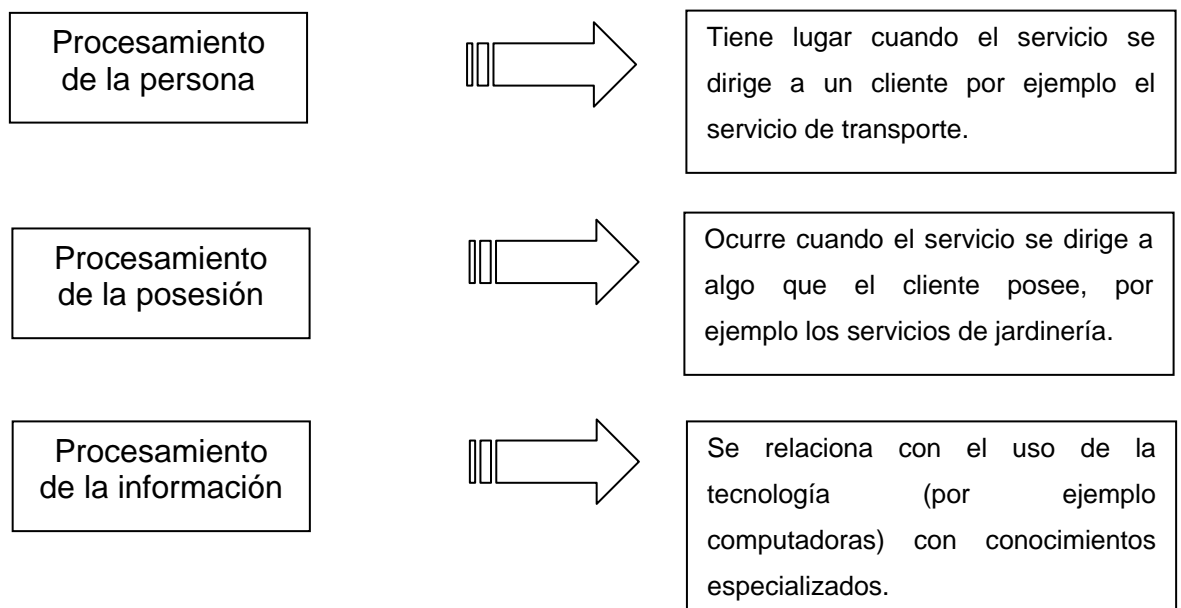 Procesamiento
de la persona
Tiene lugar cuando el servicio se
dirige a un cliente por ejemplo el
servicio de transporte.
Procesamiento
de la posesión
Ocurre cuando el servicio se dirige a
algo que el cliente posee, por
ejemplo los servicios de jardinería.
Procesamiento
de la información
Se relaciona con el uso de la
tecnología (por ejemplo
computadoras) con conocimientos
especializados.